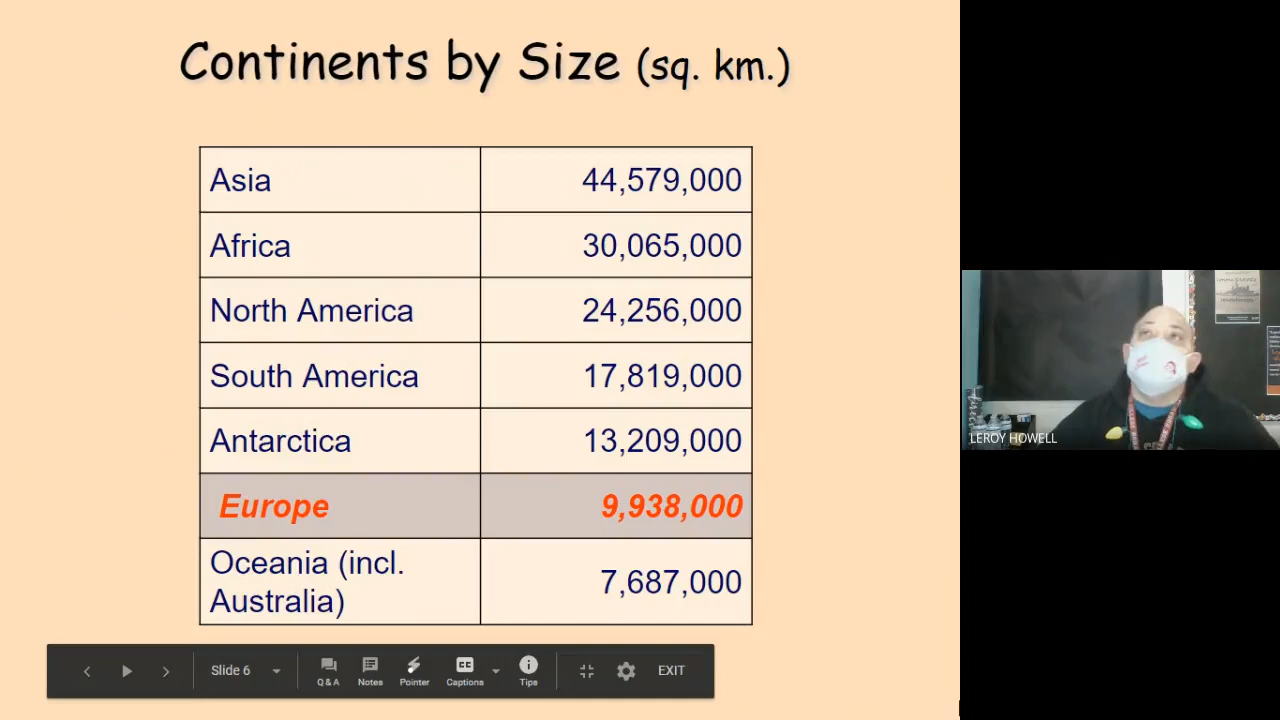 Continents by Size (sq. km.)
Asia 44,579,000
Africa 30,065,000
North America 24,256,000
South America 17,819,000
Antarctica 13,209,000
Europe 9,938,000
Oceania (incl.
Australia) 7,687,000
LEROY HOWELL
Slide 6
Q&A Notes Pointer CC Captions Tips EXIT